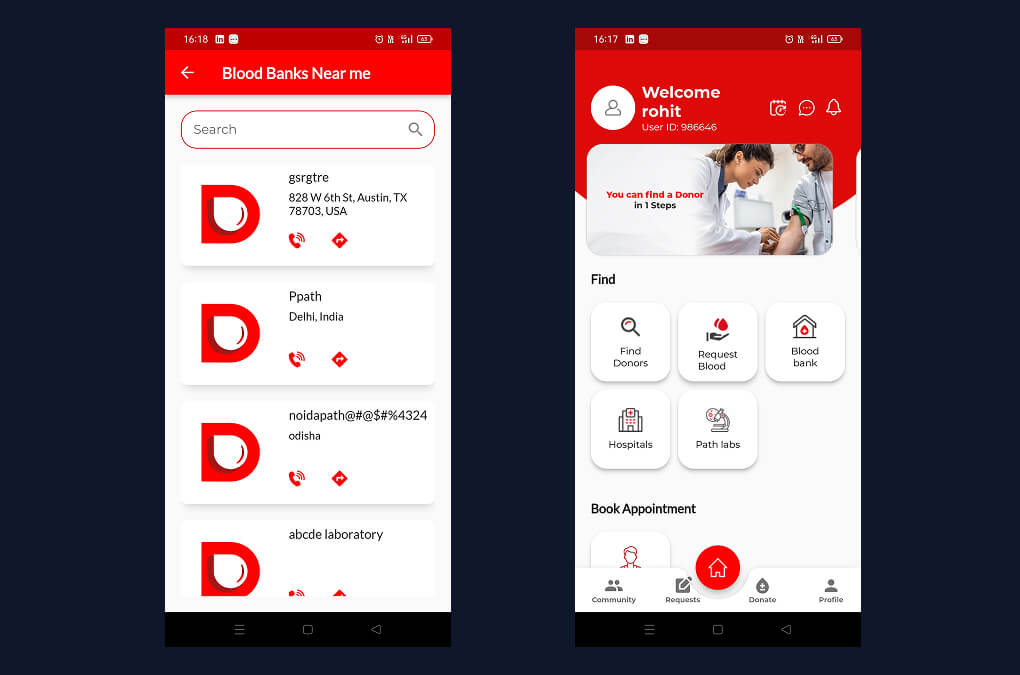 16:18
63
Blood Banks Near me
Search
gsrgtre
828 W 6th St, Austin, TX
78703, USA
Ppath
Delhi, India
noidapath@#@$#%4324
odisha
abcde laboratory
16:17
63
Welcome
rohit
User ID: 986646
You can find a Donor
in 1 Steps
Find
Find
Donors
Request
Blood
Blood
bank
Hospitals
Path labs
Book Appointment
Community
Requests
Donate
Profile